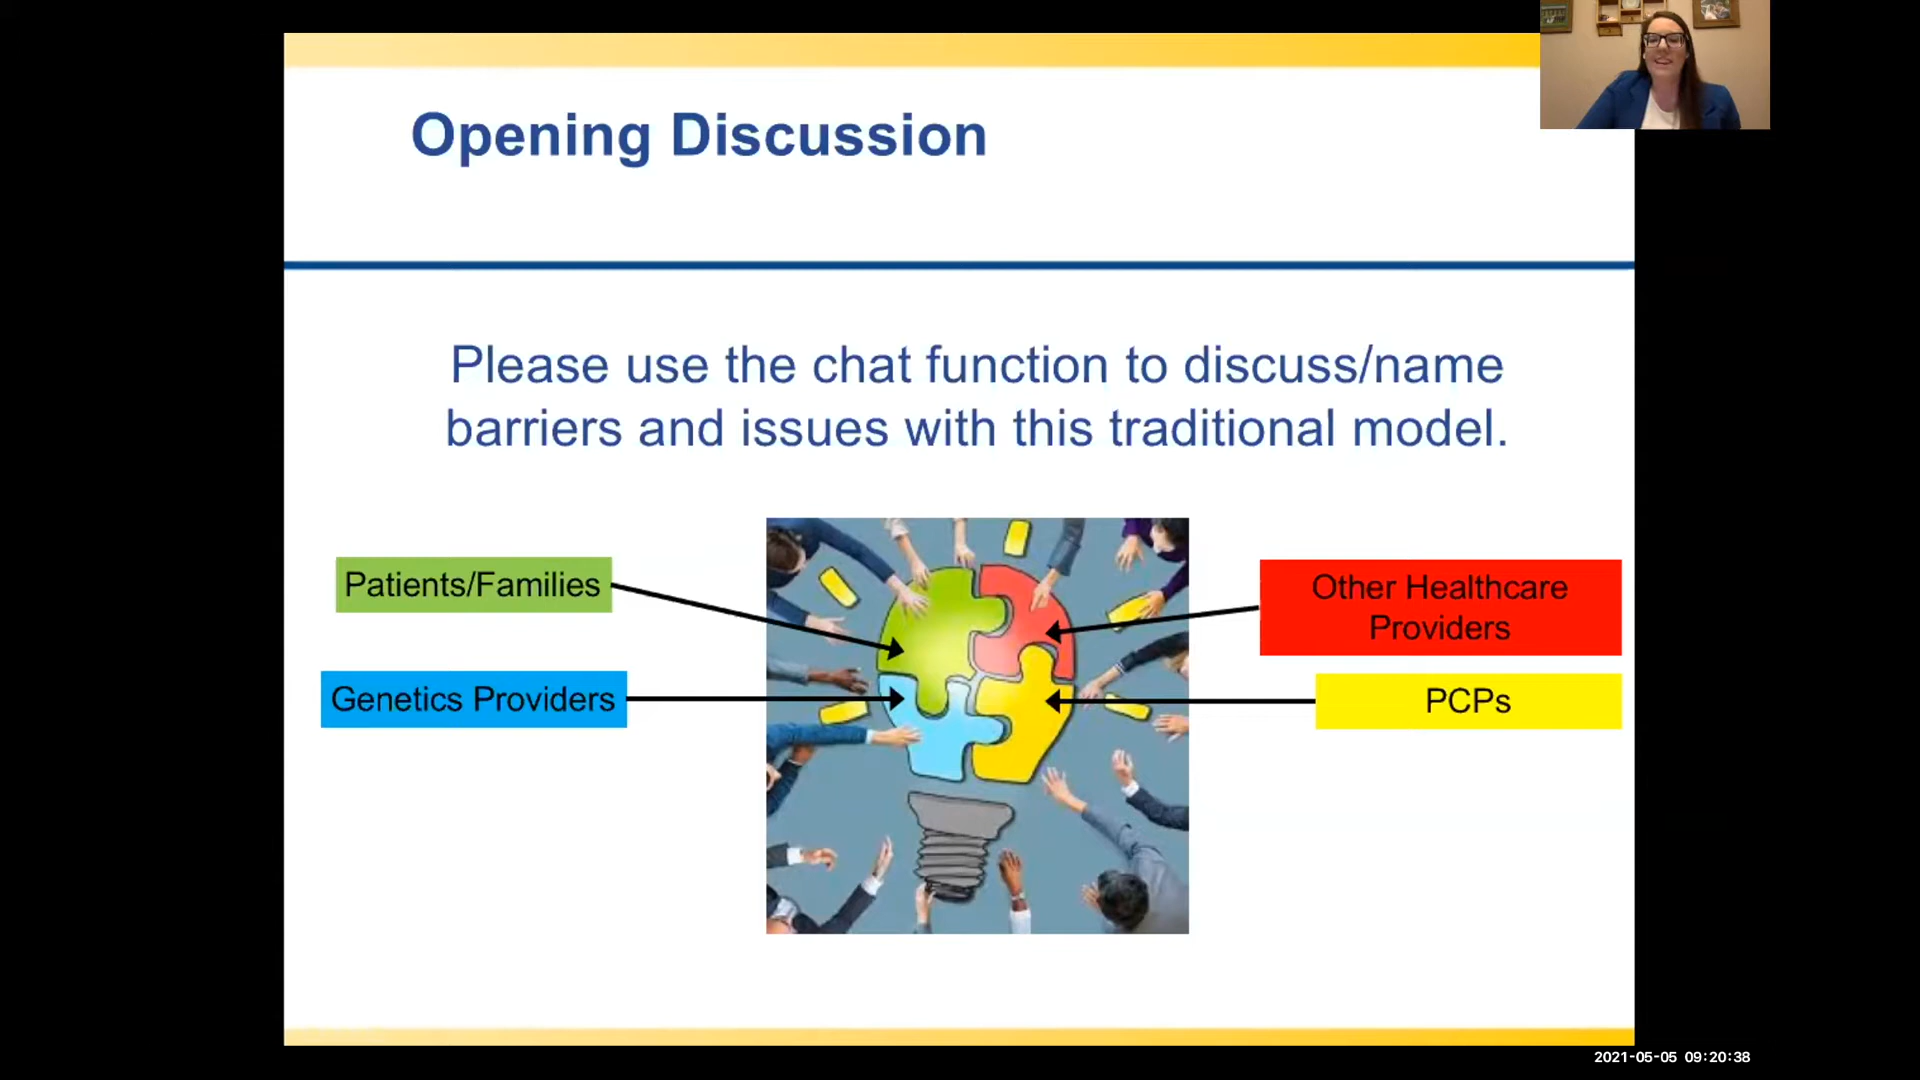 Opening Discussion
Please use the chat function to discuss/name
barriers and issues with this traditional model.
Patients/Families
Genetics Providers
Other Healthcare
Providers
PCPs
2021-05-05 09:20:38